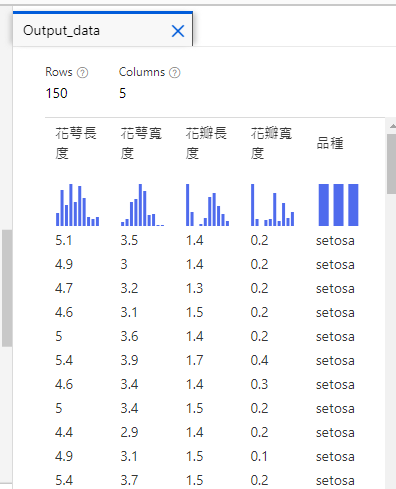 Output_data
Rows Columns
150 5
花萼長度 花萼寬度 花瓣長度 花瓣寬度 品種
5.1 3.5 1.4 0.2 setosa
4.9 3 1.4 0.2 setosa
4.7 3.2 1.3 0.2 setosa
4.6 3.1 1.5 0.2 setosa
5 3.6 1.4 0.2 setosa
5.4 3.9 1.7 0.4 setosa
4.6 3.4 1.4 0.3 setosa
5 3.4 1.5 0.2 setosa
4.4 2.9 1.4 0.2 setosa
4.9 3.1 1.5 0.1 setosa
5.4 3.7 1.5 0.2 setosa